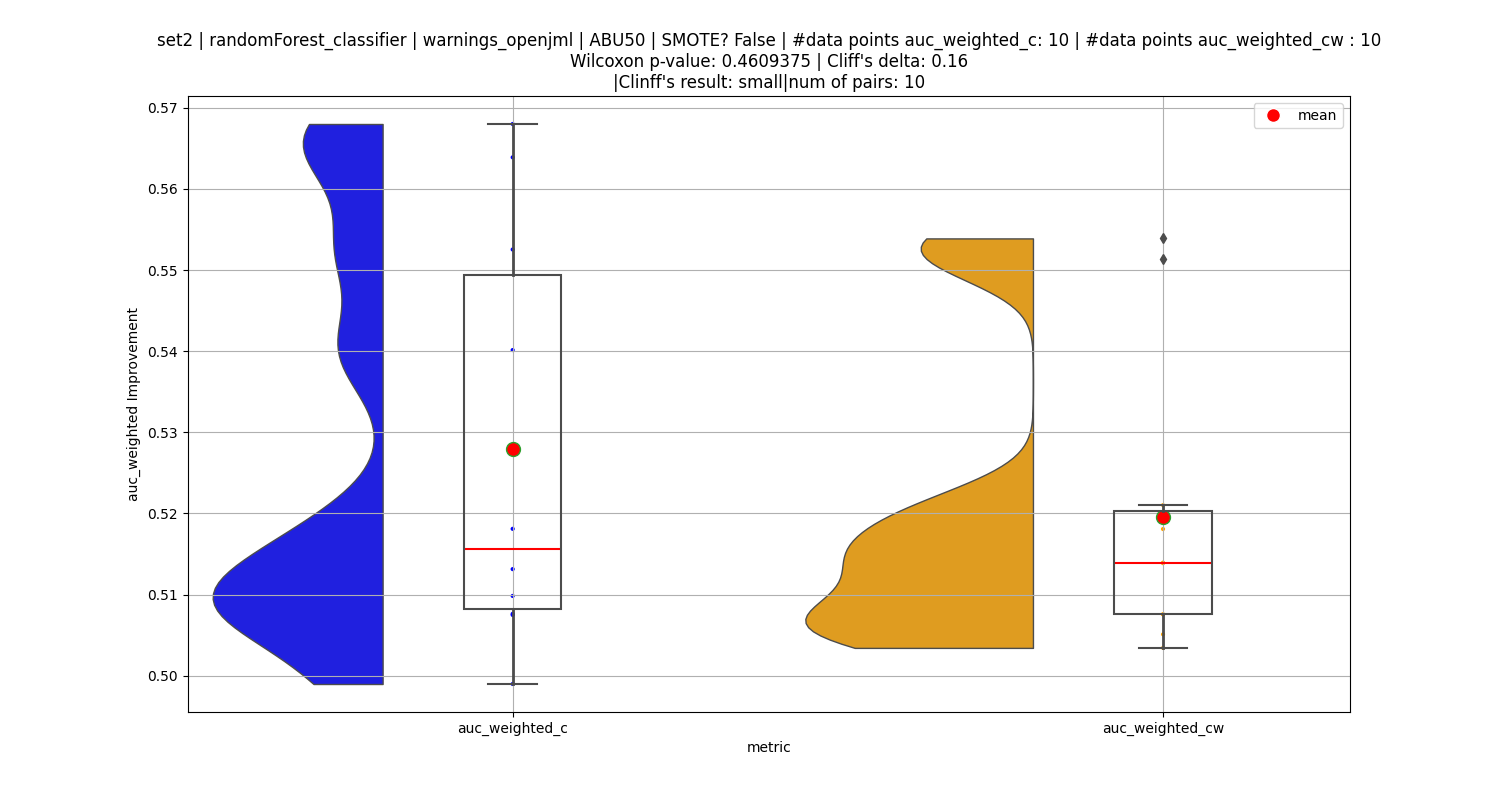 set2 | randomForest_classifier | warnings_openjml | ABU50 | SMOTE? False | #data points auc_weighted_c: 10 | #data points auc_weighted_cw : 10
Wilcoxon p-value: 0.4609375 | Cliff's delta: 0.16
|Clinff's result: small|num of pairs: 10
mean
0.57
0.56
0.55
0.54
0.53
0.52
0.51
0.50
auc_weighted Improvement
auc_weighted_c
auc_weighted_cw
metric